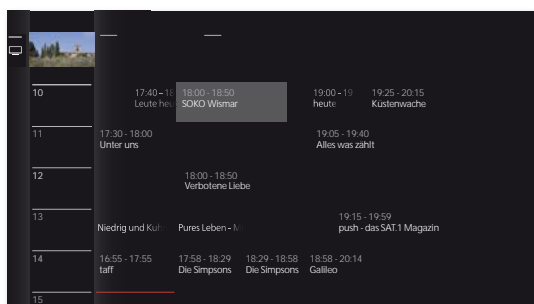 10 17:40 – 18 18:00 - 18:50 19:00 – 19 19:25 - 20:15
Leute heu SOKO Wismar heute Küstenwache
11 17:30 - 18:00 19:05 - 19:40
Unter uns Alles was zählt
12 18:00 - 18:50
Verbotene Liebe
13 19:15 - 19:59
Niedrig und Kuh Pures Leben - M push - das SAT.1 Magazin
14 16:55 - 17:55 17:58 - 18:29 18:29 - 18:58 18:58 - 20:14
taff Die Simpsons Die Simpsons Galileo
15